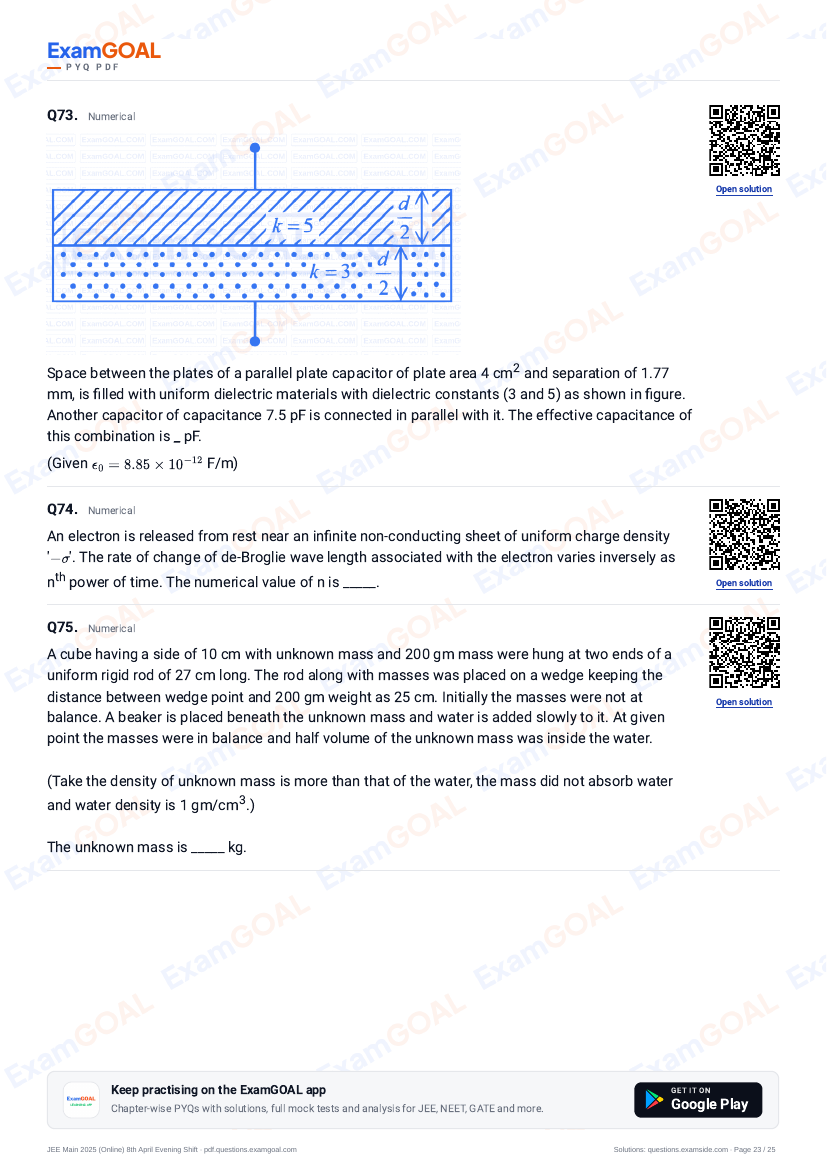 ExamGOAL
PYQ PDF
Q73. Numerical
Open solution
k = 5
d
2
k = 3
d
2
Space between the plates of a parallel plate capacitor of plate area 4 cm² and separation of 1.77
mm, is filled with uniform dielectric materials with dielectric constants (3 and 5) as shown in figure.
Another capacitor of capacitance 7.5 pF is connected in parallel with it. The effective capacitance of
this combination is _ pF.
(Given ϵ₀ = 8.85 × 10⁻¹² F/m)
Q74. Numerical
Open solution
An electron is released from rest near an infinite non-conducting sheet of uniform charge density
'−σ'. The rate of change of de-Broglie wave length associated with the electron varies inversely as
nᵗʰ power of time. The numerical value of n is _____.
Q75. Numerical
Open solution
A cube having a side of 10 cm with unknown mass and 200 gm mass were hung at two ends of a
uniform rigid rod of 27 cm long. The rod along with masses was placed on a wedge keeping the
distance between wedge point and 200 gm weight as 25 cm. Initially the masses were not at
balance. A beaker is placed beneath the unknown mass and water is added slowly to it. At given
point the masses were in balance and half volume of the unknown mass was inside the water.
(Take the density of unknown mass is more than that of the water, the mass did not absorb water
and water density is 1 gm/cm³.)
The unknown mass is _____ kg.
ExamGOAL
Keep practising on the ExamGOAL app
Chapter-wise PYQs with solutions, full mock tests and analysis for JEE, NEET, GATE and more.
GET IT ON
Google Play
JEE Main 2025 (Online) 8th April Evening Shift · pdf.questions.examgoal.com
Solutions: questions.examside.com · Page 23 / 25